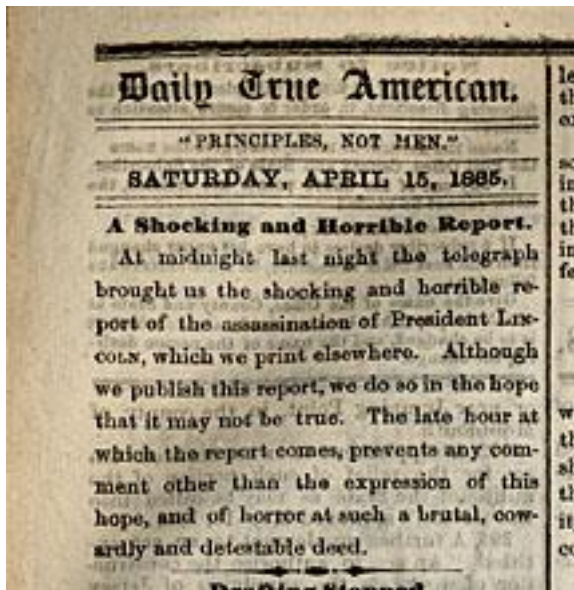 Daily True American.
"PRINCIPLES, NOT MEN."
SATURDAY, APRIL 15, 1865.
A Shocking and Horrible Report.
At midnight last night the telegraph
brought us the shocking and horrible re-
port of the assassination of President LIN-
COLN, which we print elsewhere. Although
we publish this report, we do so in the hope
that it may not be true. The late hour at
which the report comes, prevents any com-
ment other than the expression of this
hope, and of horror at such a brutal, cow-
ardly and detestable deed.